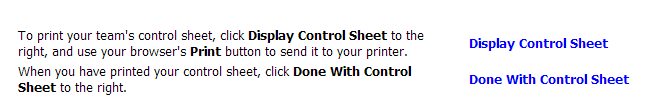 To print your team's control sheet, click Display Control Sheet to the
right, and use your browser's Print button to send it to your printer.
Display Control Sheet
When you have printed your control sheet, click Done With Control
Sheet to the right.
Done With Control Sheet